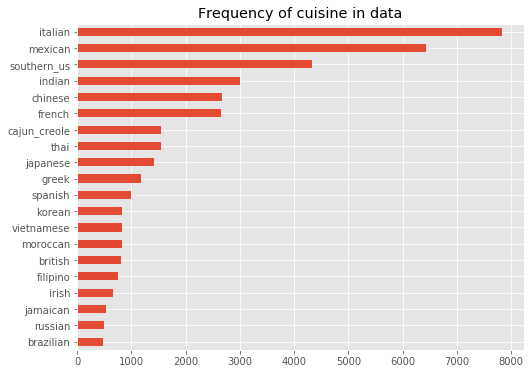 Frequency of cuisine in data
italian
mexican
southern_us
indian
chinese
french
cajun_creole
thai
japanese
greek
spanish
korean
vietnamese
moroccan
british
filipino
irish
jamaican
russian
brazilian
0 1000 2000 3000 4000 5000 6000 7000 8000